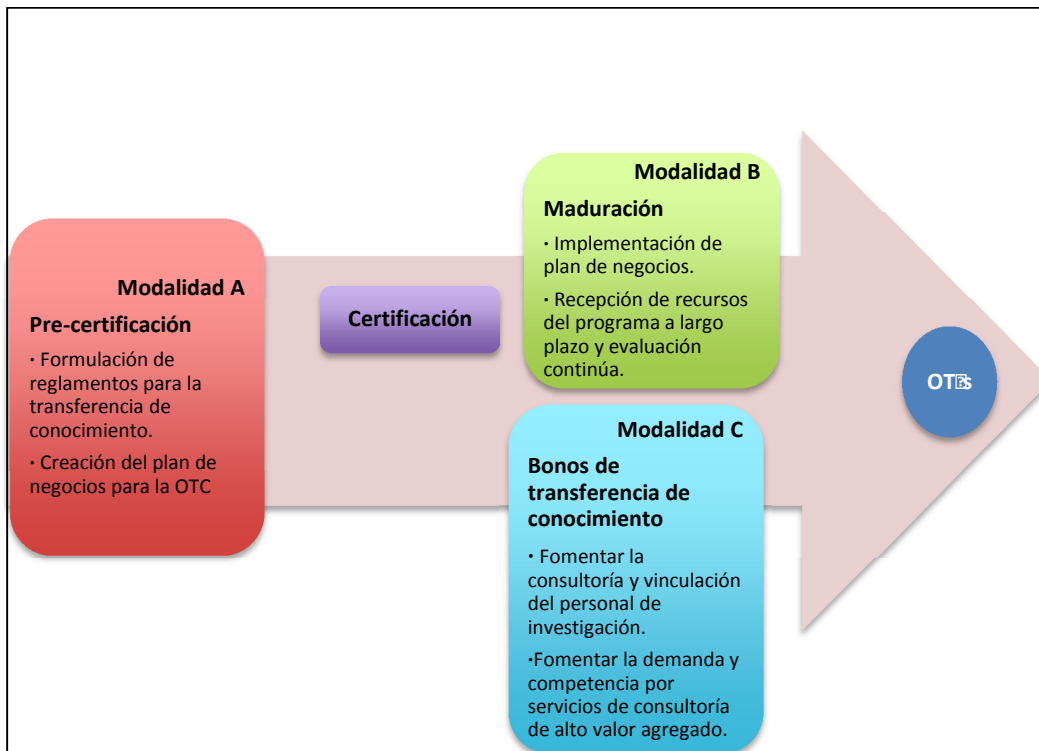 Modalidad A
Pre-certificación
· Formulación de
reglamentos para la
transferencia de
conocimiento.
· Creación del plan de
negocios para la OTC
Certificación
Modalidad B
Maduración
· Implementación de
plan de negocios.
· Recepción de recursos
del programa a largo
plazo y evaluación
continúa.
Modalidad C
Bonos de
transferencia de
conocimiento
· Fomentar la
consultoría y vinculación
del personal de
investigación.
·Fomentar la demanda y
competencia por
servicios de consultoría
de alto valor agregado.